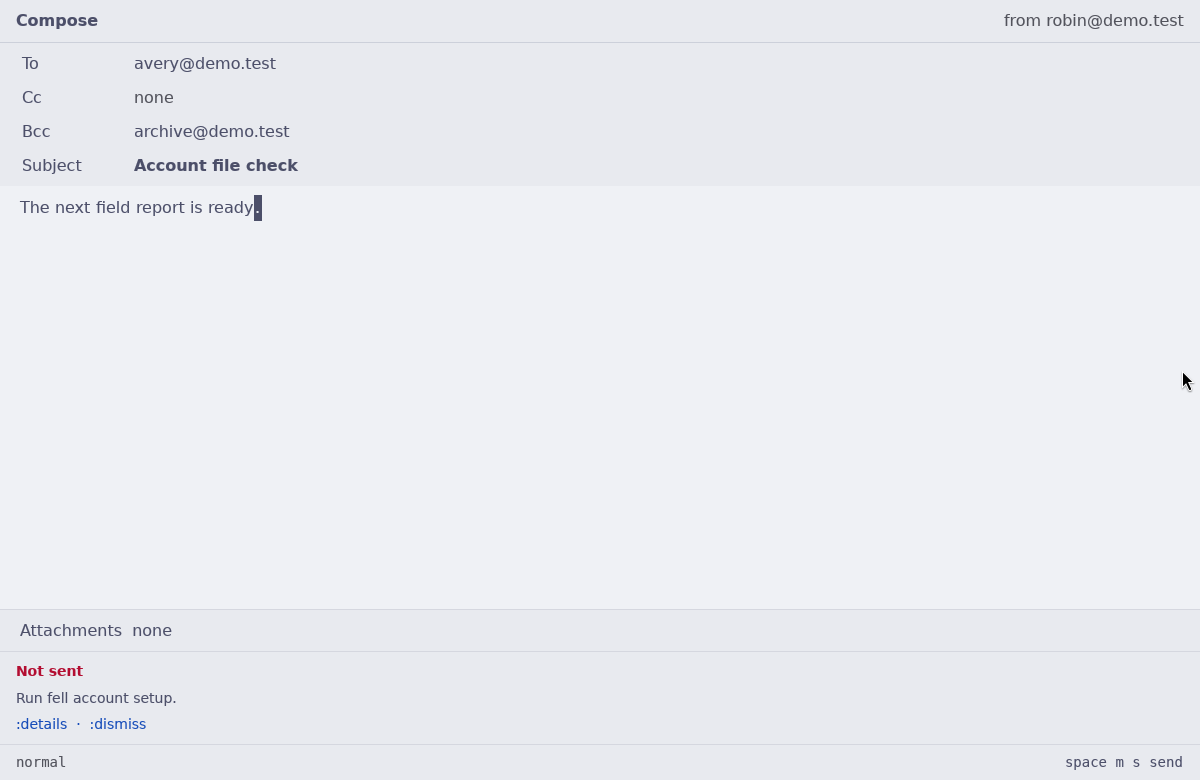 Compose from robin@demo.test
To avery@demo.test
Cc none
Bcc archive@demo.test
Subject Account file check
The next field report is ready.
Attachments none
Not sent
Run fell account setup.
:details · :dismiss
normal space m s send